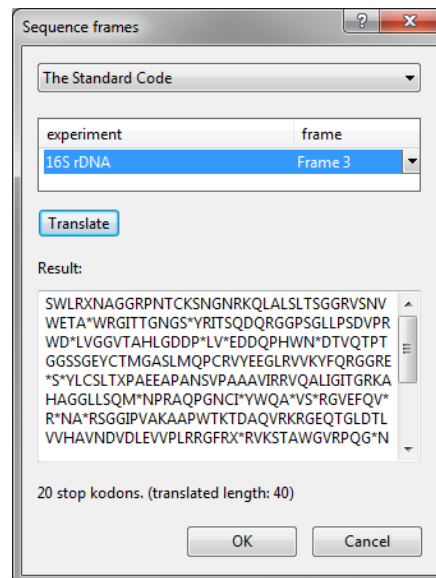 Sequence frames
The Standard Code
experiment frame
16S rDNA Frame 3
Translate
Result:
SWLRXNAGGRPNTCKSNGNRKQLALSLTSGGRVSNV
WETA*WRGITTGNGS*YRITSQDQRGGPSGLLPSDVPR
WD*LVGGVTAHLGDDP*LV*EDDQPHWN*DTVQTPT
GGSSGEYCTMGASLMQPCRVYEEGLRVVKYFQRGGRE
*S*YLCSLTXPAEEAPANSVPAAAVIRRVQALIGITGRKA
HAGGLLSQM*NPRAQPGNCI*YWQA*VS*RGVEFQV*
R*NA*RSGGIPVAKAAPWTKTDAQVRKRGEQTGLDTL
VVHAVNDVDLEVVPLRRGFRX*RVKSTAWGVRPQG*N
20 stop kodons. (translated length: 40)
OK Cancel